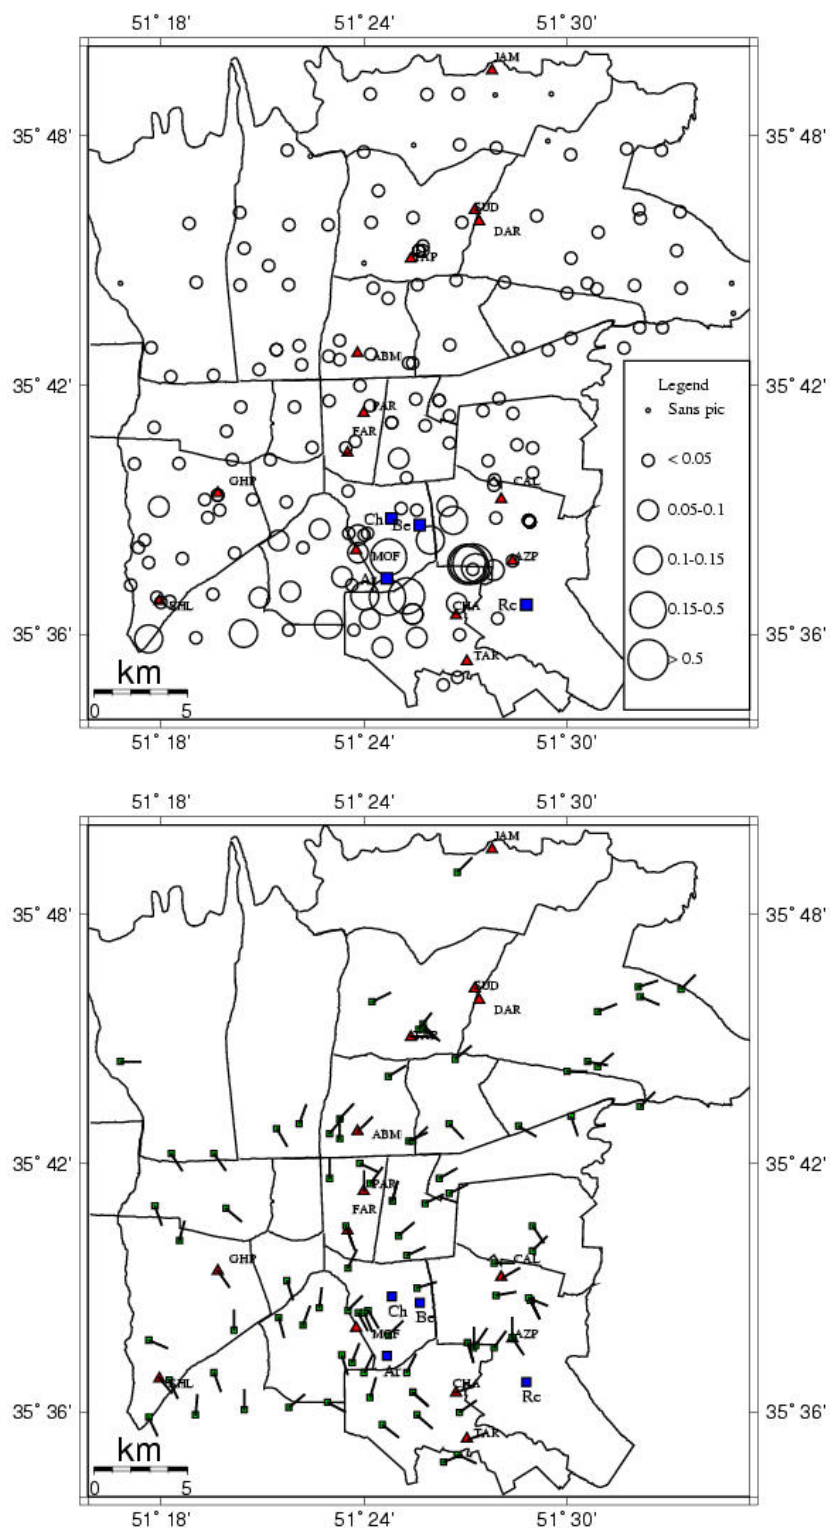 51° 18' 51° 24' 51° 30'
JAM
35° 48' 35° 48'
SUD
DAR
ABM
35° 42' 35° 42'
Legend
Sans pic
PAR
FAR
< 0.05
GHP CAL
0.05-0.1
Ch Be
MOF AZP
0.1-0.15
Ar
SHL CHA Re
0.15-0.5
35° 36' 35° 36'
TAR
> 0.5
km
0 5
51° 18' 51° 24' 51° 30'
51° 18' 51° 24' 51° 30'
JAM
35° 48' 35° 48'
SUD
DAR
ABM
35° 42' 35° 42'
PAR
FAR
GHP CAL
Ch Be
MOF AZP
Ar
SHL CHA Re
35° 36' 35° 36'
TAR
km
0 5
51° 18' 51° 24' 51° 30'